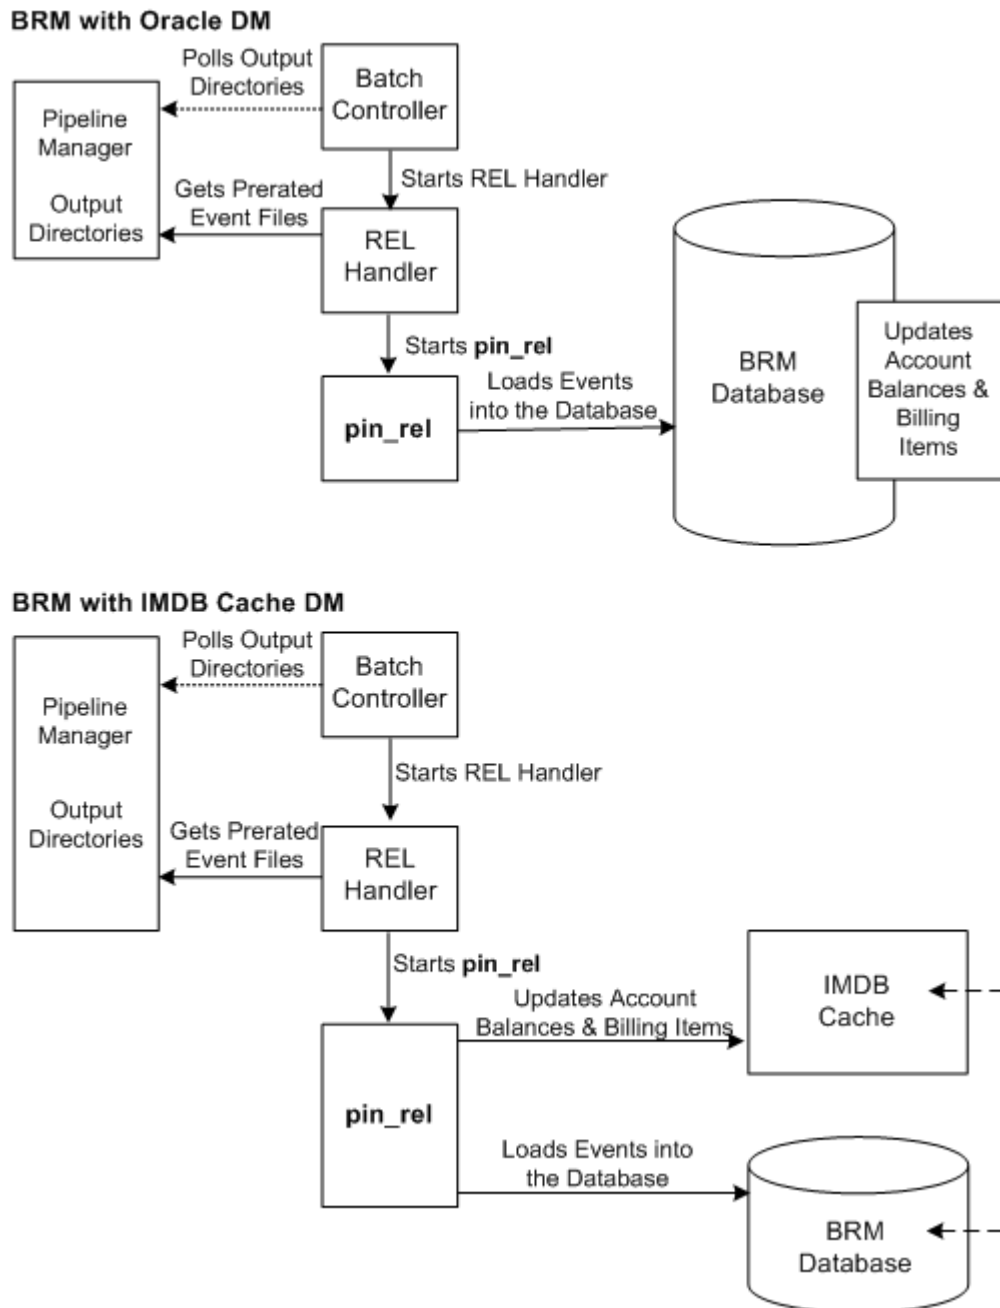 BRM with Oracle DM
Polls Output
Directories
Batch
Controller
Pipeline
Manager
Output
Directories
Starts REL Handler
Gets Prerated
Event Files
REL
Handler
Starts pin_rel
Loads Events
into the Database
pin_rel
BRM
Database
Updates
Account
Balances &
Billing
Items
BRM with IMDB Cache DM
Polls Output
Directories
Batch
Controller
Pipeline
Manager
Output
Directories
Starts REL Handler
Gets Prerated
Event Files
REL
Handler
Starts pin_rel
Updates Account
Balances & Billing Items
IMDB
Cache
pin_rel
Loads Events into
the Database
BRM
Database